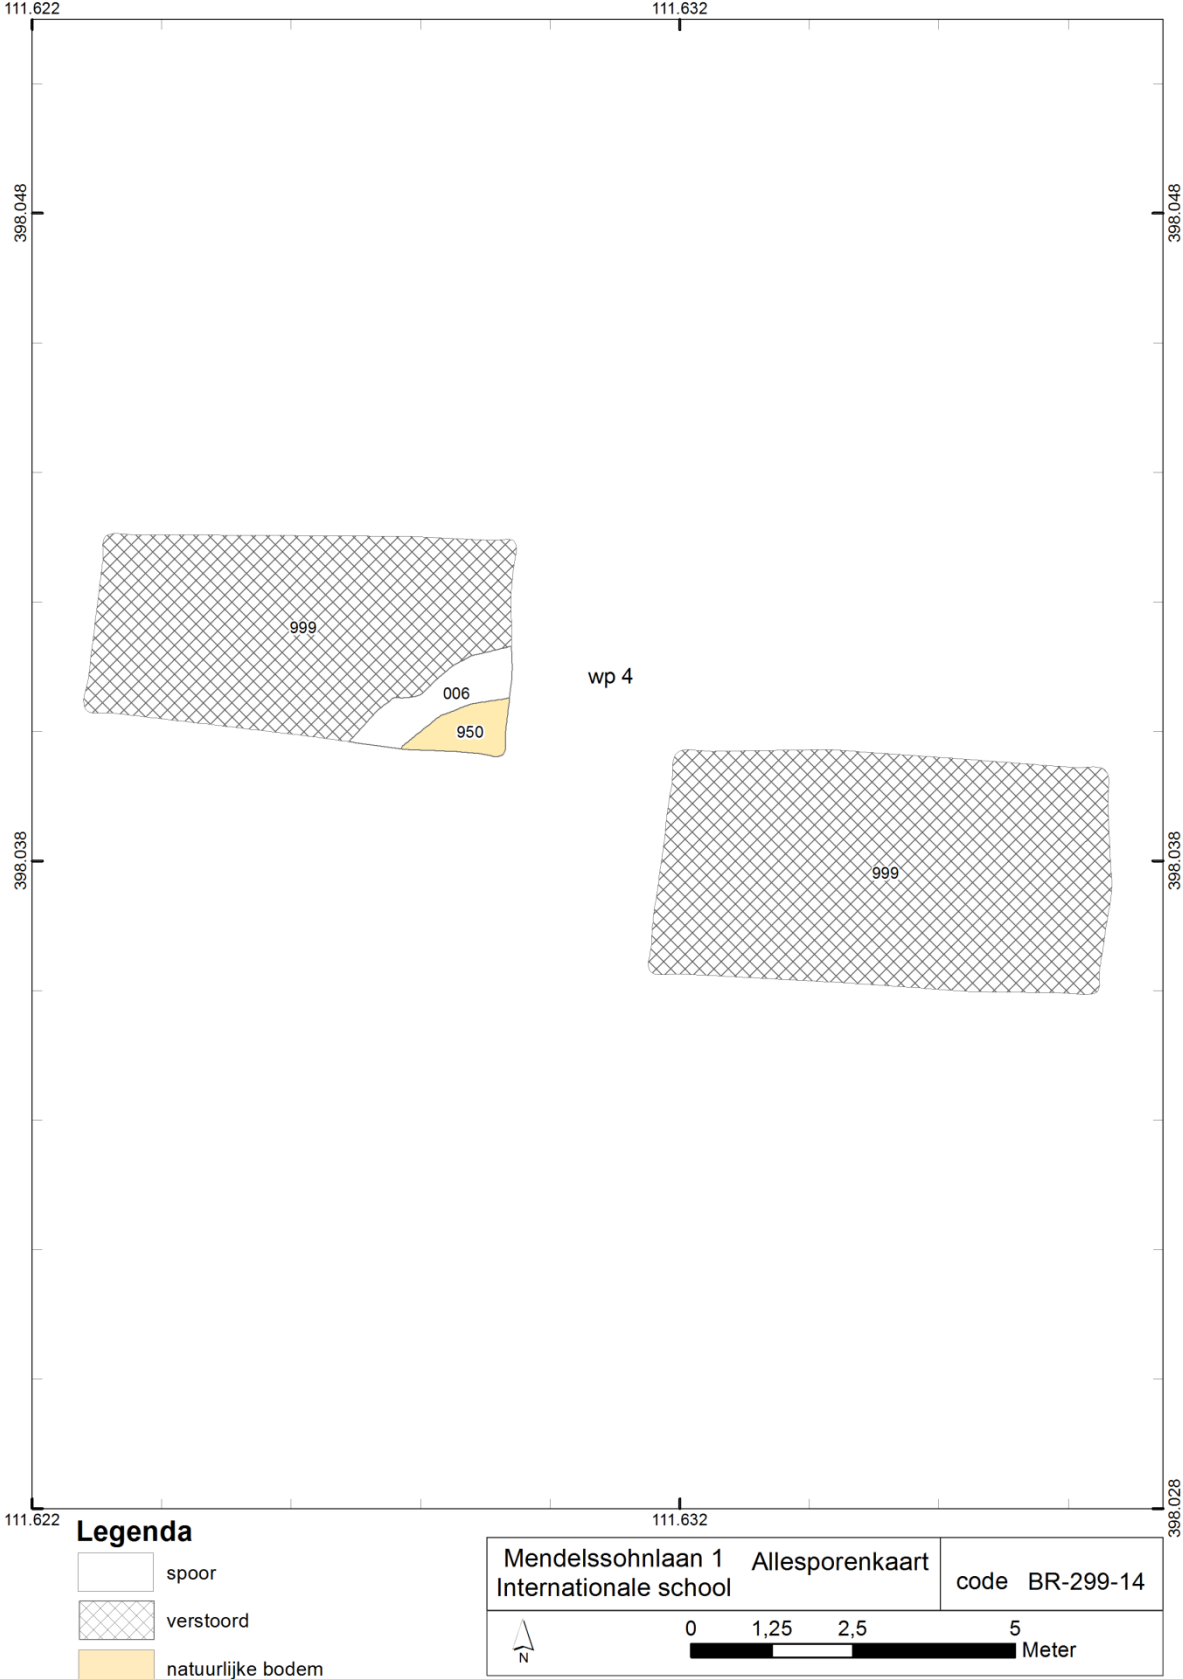 111.622
111.632
398.048
398.048
999
006
950
wp 4
398.038
398.038
999
398.028
111.622
111.632
Legenda
spoor
verstoord
natuurlijke bodem
Mendelssohnlaan 1
Internationale school
Allesporenkaart
code BR-299-14
N
0 1,25 2,5 5
Meter